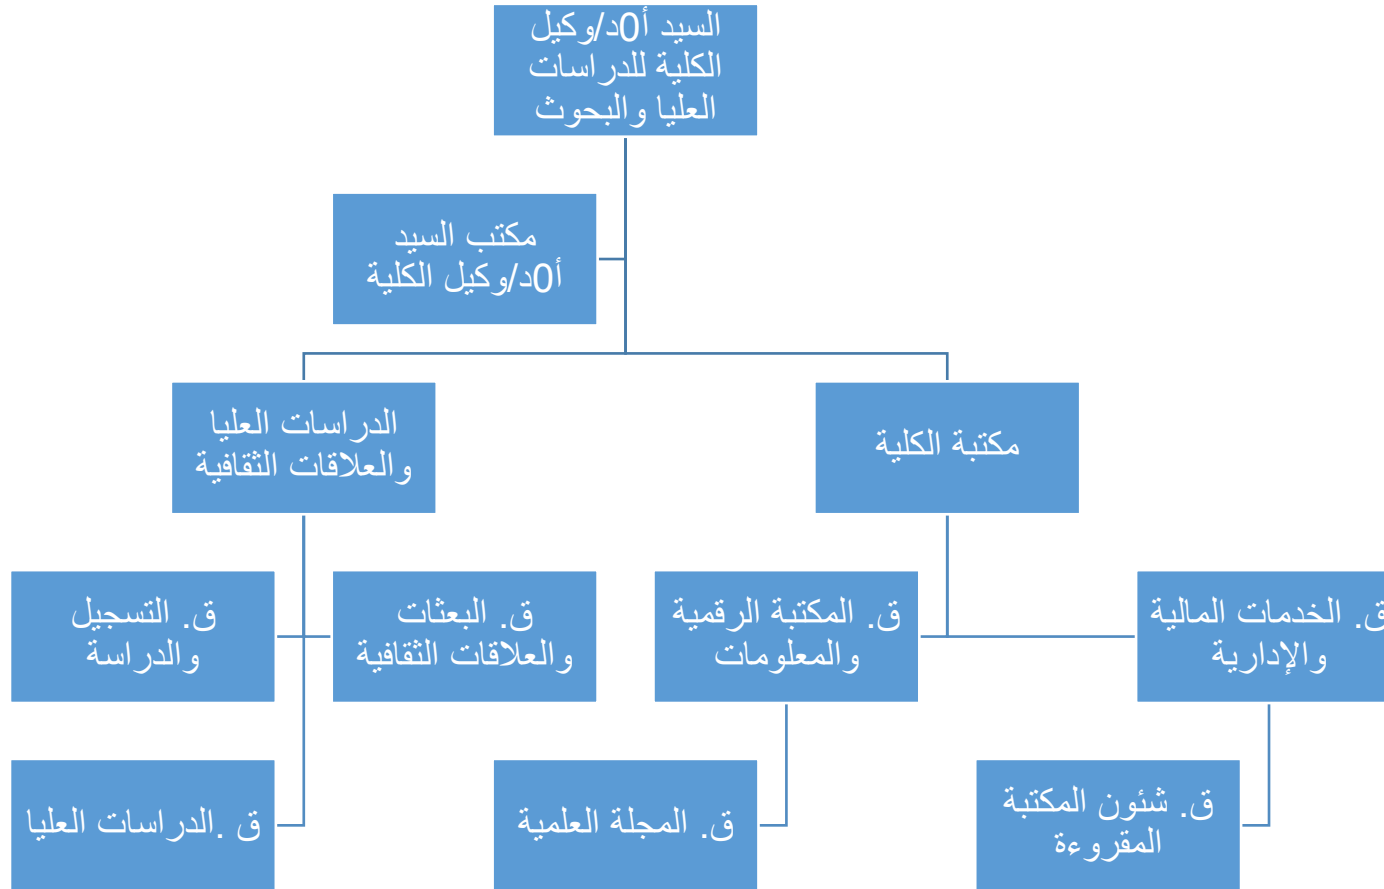 السيد أ0د/وكيل
الكلية للدراسات
العليا والبحوث
مكتب السيد
أ0د/وكيل الكلية
مكتبة الكلية
الدراسات العليا
والعلاقات الثقافية
ق. الخدمات المالية
والإدارية
ق. المكتبة الرقمية
والمعلومات
ق. البعثات
والعلاقات الثقافية
ق. التسجيل
والدراسة
ق. شئون المكتبة
المقروءة
ق. المجلة العلمية
ق .الدراسات العليا